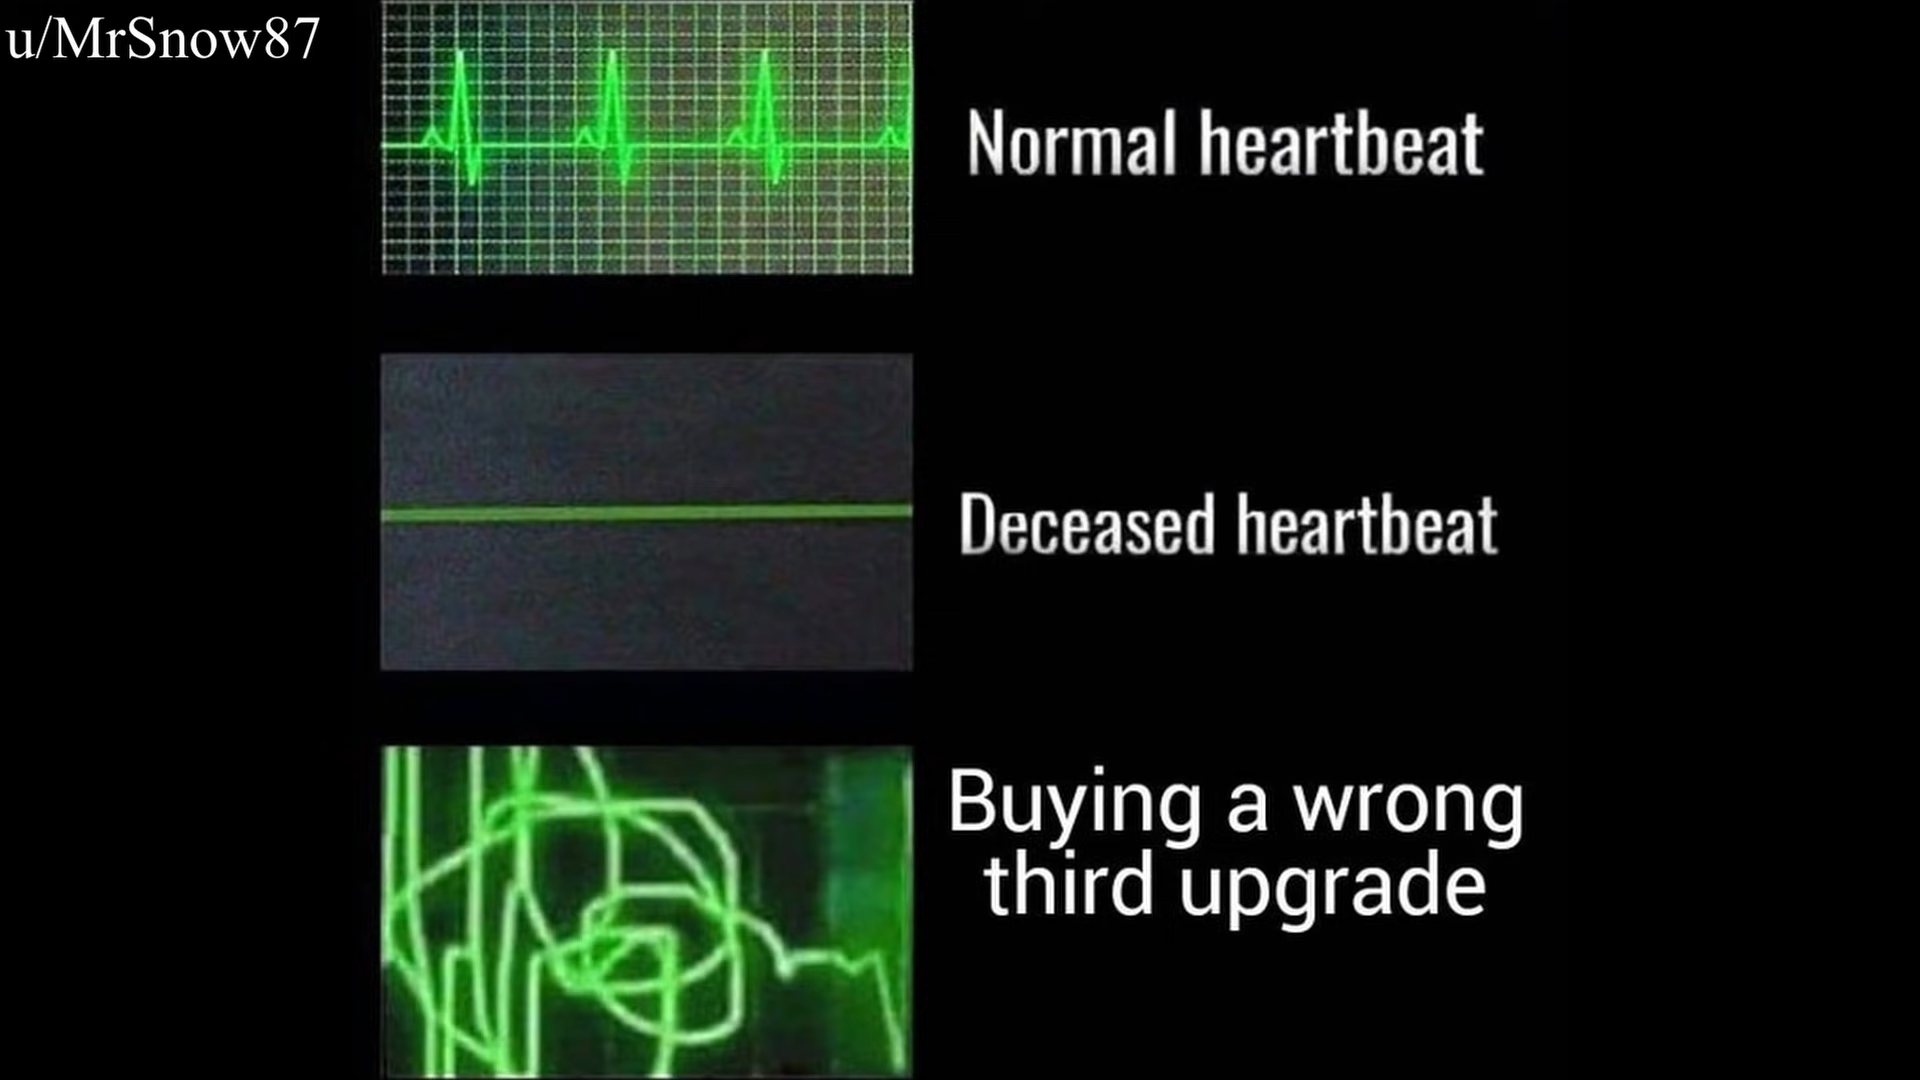 u/MrSnow87
Normal heartbeat
Deceased heartbeat
Buying a wrong
third upgrade